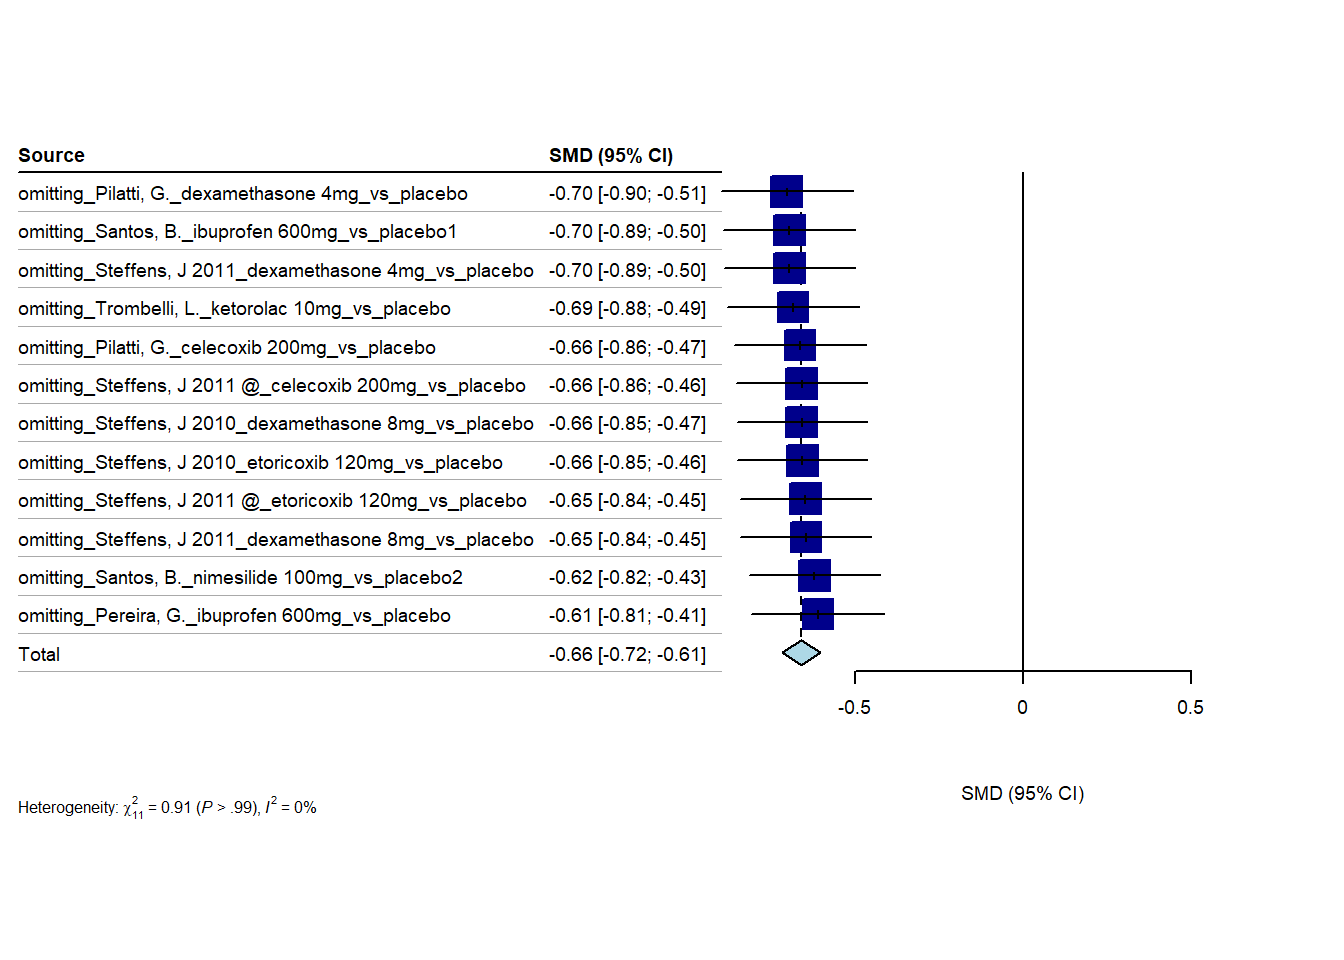 Source SMD (95% CI)
omitting_Pilatti, G._dexamethasone 4mg_vs_placebo -0.70 [-0.90; -0.51]
omitting_Santos, B._ibuprofen 600mg_vs_placebo1 -0.70 [-0.89; -0.50]
omitting_Steffens, J 2011_dexamethasone 4mg_vs_placebo -0.70 [-0.89; -0.50]
omitting_Trombelli, L._ketorolac 10mg_vs_placebo -0.69 [-0.88; -0.49]
omitting_Pilatti, G._celecoxib 200mg_vs_placebo -0.66 [-0.86; -0.47]
omitting_Steffens, J 2011 @_celecoxib 200mg_vs_placebo -0.66 [-0.86; -0.46]
omitting_Steffens, J 2010_dexamethasone 8mg_vs_placebo -0.66 [-0.85; -0.47]
omitting_Steffens, J 2010_etoricoxib 120mg_vs_placebo -0.66 [-0.85; -0.46]
omitting_Steffens, J 2011 @_etoricoxib 120mg_vs_placebo -0.65 [-0.84; -0.45]
omitting_Steffens, J 2011_dexamethasone 8mg_vs_placebo -0.65 [-0.84; -0.45]
omitting_Santos, B._nimesilide 100mg_vs_placebo2 -0.62 [-0.82; -0.43]
omitting_Pereira, G._ibuprofen 600mg_vs_placebo -0.61 [-0.81; -0.41]
Total -0.66 [-0.72; -0.61]
-0.5 0 0.5
SMD (95% CI)
Heterogeneity: χ²₁₁ = 0.91 (P > .99), I² = 0%